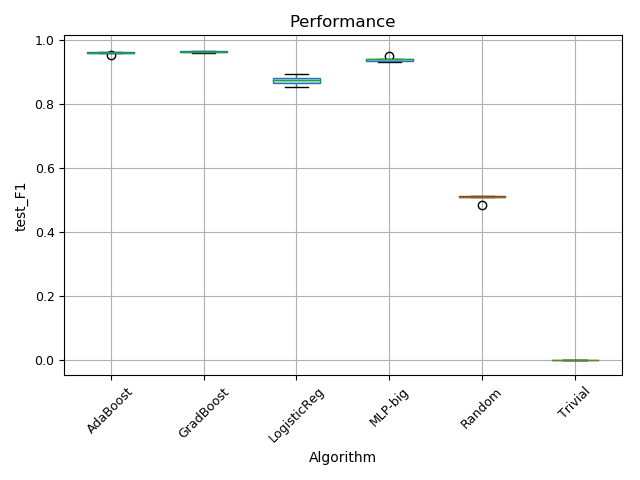 Performance
1.0
0.8
0.6
0.4
0.2
0.0
test_F1
AdaBoost
GradBoost
LogisticReg
MLP-big
Random
Trivial
Algorithm